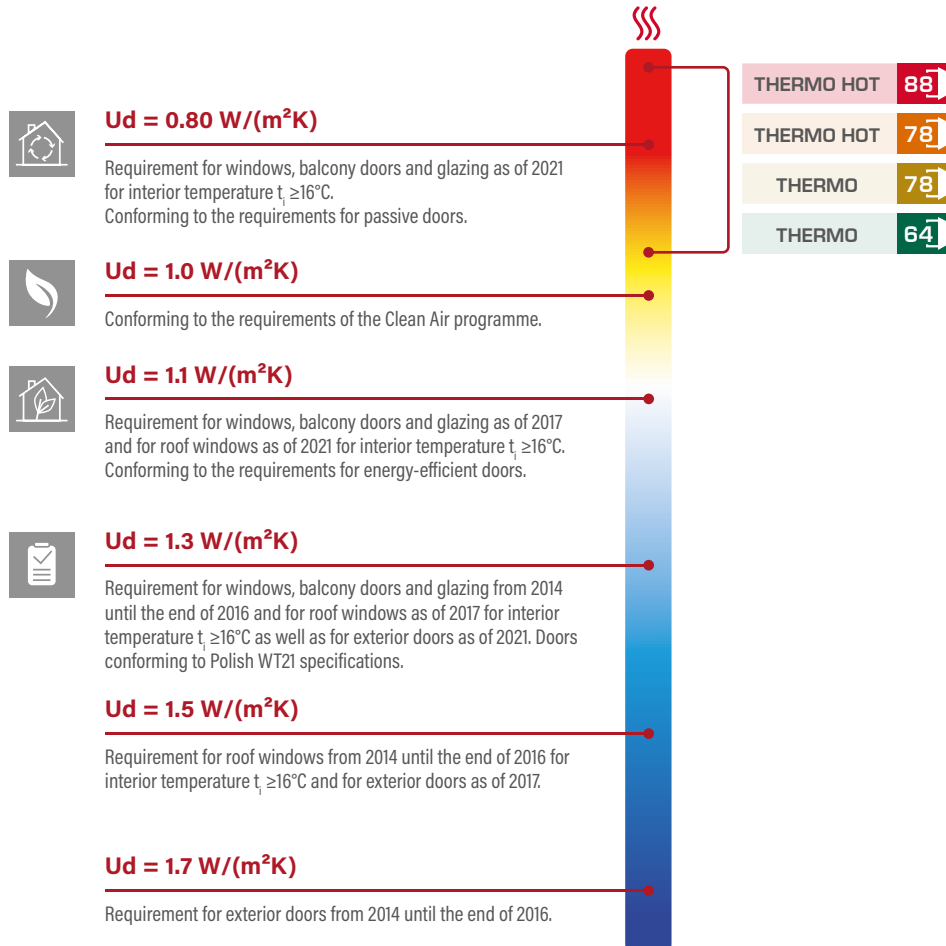 THERMO HOT 88
THERMO HOT 78
THERMO 78
THERMO 64
Ud = 0.80 W/(m²K)
Requirement for windows, balcony doors and glazing as of 2021
for interior temperature tᵢ ≥16°C.
Conforming to the requirements for passive doors.
Ud = 1.0 W/(m²K)
Conforming to the requirements of the Clean Air programme.
Ud = 1.1 W/(m²K)
Requirement for windows, balcony doors and glazing as of 2017
and for roof windows as of 2021 for interior temperature tᵢ ≥16°C.
Conforming to the requirements for energy-efficient doors.
Ud = 1.3 W/(m²K)
Requirement for windows, balcony doors and glazing from 2014
until the end of 2016 and for roof windows as of 2017 for interior
temperature tᵢ ≥16°C as well as for exterior doors as of 2021. Doors
conforming to Polish WT21 specifications.
Ud = 1.5 W/(m²K)
Requirement for roof windows from 2014 until the end of 2016 for
interior temperature tᵢ ≥16°C and for exterior doors as of 2017.
Ud = 1.7 W/(m²K)
Requirement for exterior doors from 2014 until the end of 2016.